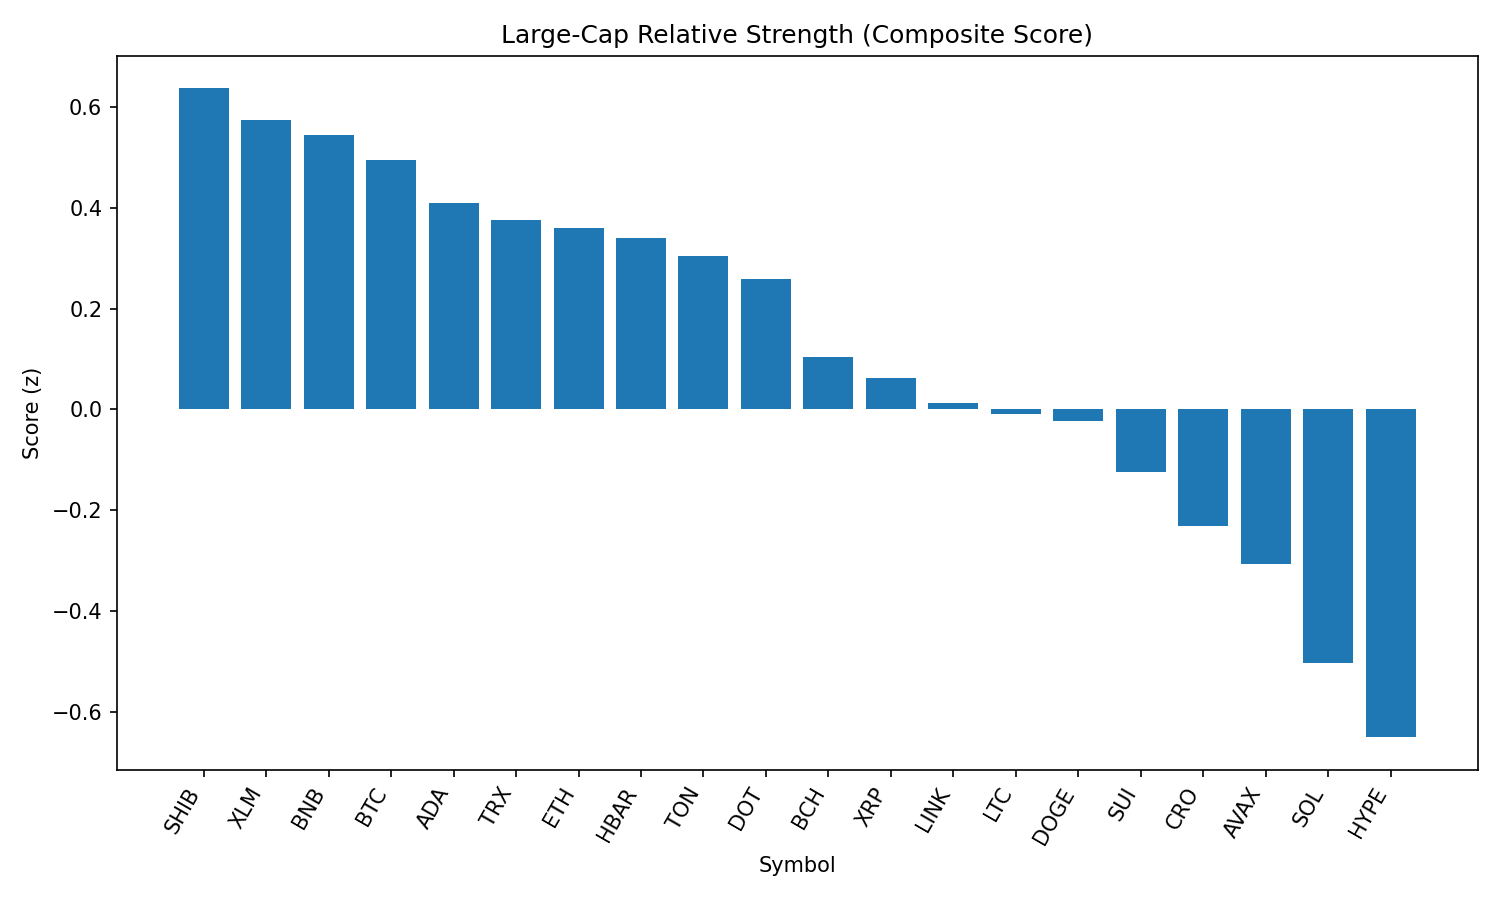 Large-Cap Relative Strength (Composite Score)
Score (z)
0.6
0.4
0.2
0.0
−0.2
−0.4
−0.6
SHIB
XLM
BNB
BTC
ADA
TRX
ETH
HBAR
TON
DOT
BCH
XRP
LINK
LTC
DOGE
SUI
CRO
AVAX
SOL
HYPE
Symbol